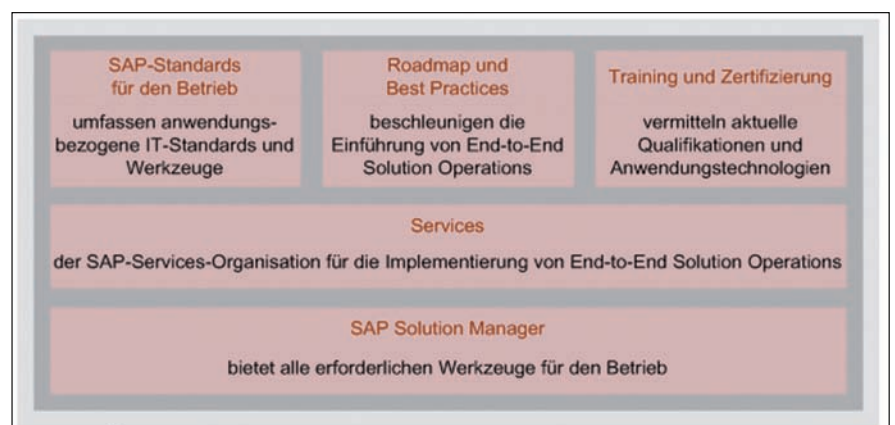 SAP-Standards
für den Betrieb
umfassen anwendungs-
bezogene IT-Standards und
Werkzeuge
Roadmap und
Best Practices
beschleunigen die
Einführung von End-to-End
Solution Operations
Training und Zertifizierung
vermitteln aktuelle
Qualifikationen und
Anwendungstechnologien
Services
der SAP-Services-Organisation für die Implementierung von End-to-End Solution Operations
SAP Solution Manager
bietet alle erforderlichen Werkzeuge für den Betrieb